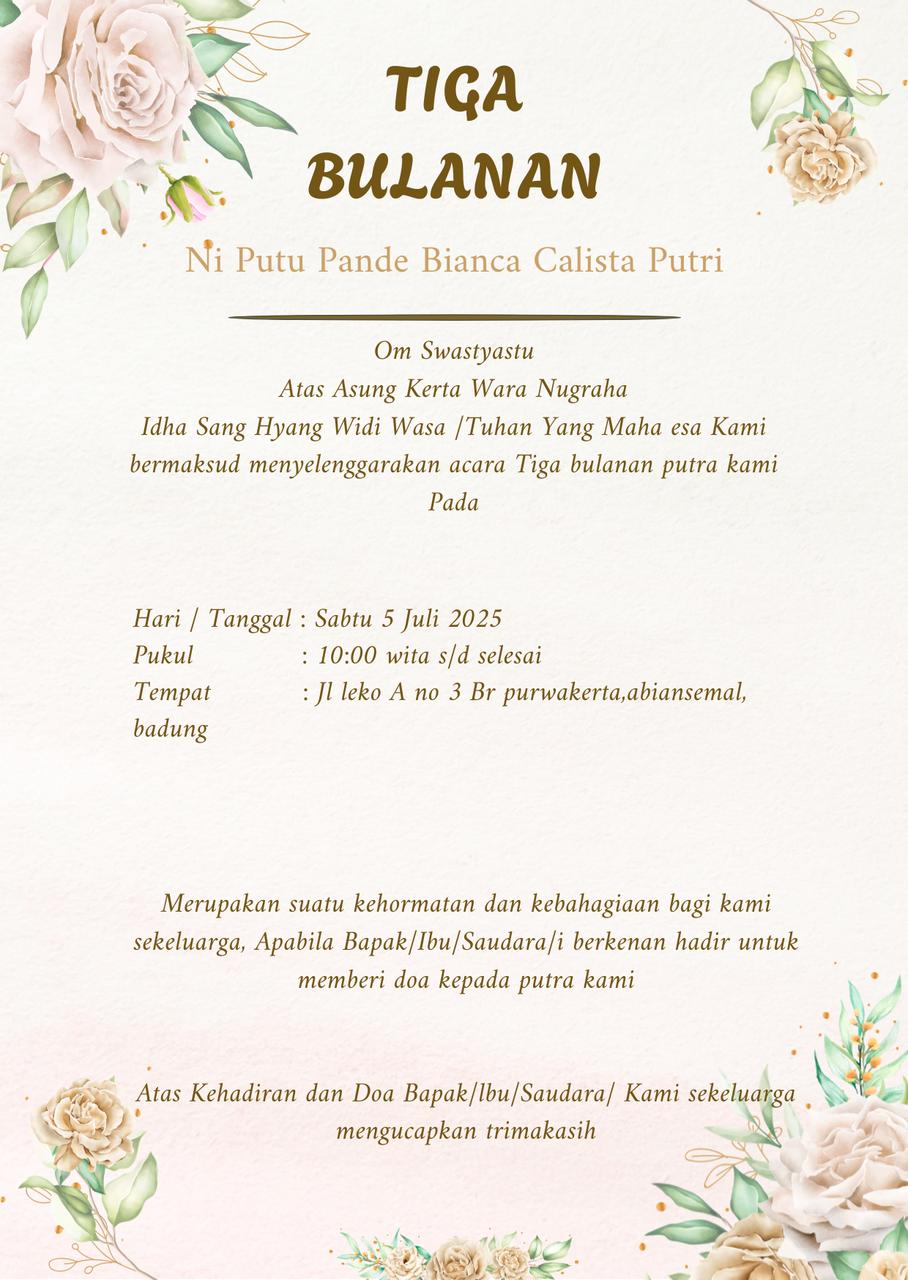 TIGA
BULANAN
Ni Putu Pande Bianca Calista Putri
Om Swastyastu
Atas Asung Kerta Wara Nugraha
Idha Sang Hyang Widi Wasa /Tuhan Yang Maha esa Kami
bermaksud menyelenggarakan acara Tiga bulanan putra kami
Pada
Hari / Tanggal : Sabtu 5 Juli 2025
Pukul : 10:00 wita s/d selesai
Tempat : Jl leko A no 3 Br purwakerta,abiansemal,
badung
Merupakan suatu kehormatan dan kebahagiaan bagi kami
sekeluarga, Apabila Bapak/Ibu/Saudara/i berkenan hadir untuk
memberi doa kepada putra kami
Atas Kehadiran dan Doa Bapak/lbu/Saudara/ Kami sekeluarga
mengucapkan trimakasih